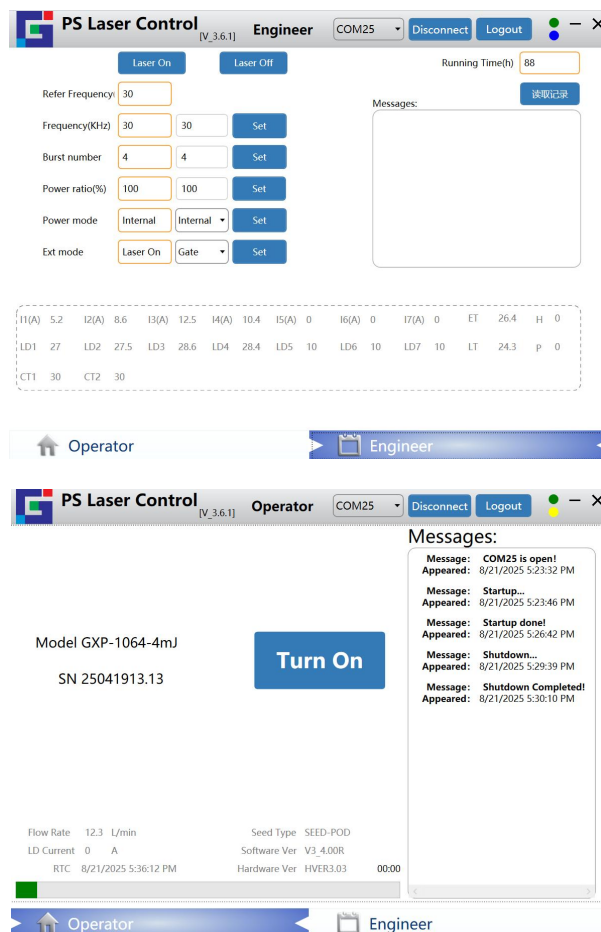 PS Laser Control [V_3.6.1] Engineer COM25 Disconnect Logout
Laser On Laser Off Running Time(h) 88
读取记录
Refer Frequency 30
Messages:
Frequency(KHz) 30 30 Set
Burst number 4 4 Set
Power ratio(%) 100 100 Set
Power mode Internal Internal Set
Ext mode Laser On Gate Set
I1(A) 5.2 I2(A) 8.6 I3(A) 12.5 I4(A) 10.4 I5(A) 0 I6(A) 0 I7(A) 0 ET 26.4 H 0
LD1 27 LD2 27.5 LD3 28.6 LD4 28.4 LD5 10 LD6 10 LD7 10 LT 24.3 P 0
CT1 30 CT2 30
Operator Engineer
PS Laser Control [V_3.6.1] Operator COM25 Disconnect Logout
Messages:
Message: COM25 is open!
Appeared: 8/21/2025 5:23:32 PM
Message: Startup...
Appeared: 8/21/2025 5:23:46 PM
Message: Startup done!
Appeared: 8/21/2025 5:26:42 PM
Message: Shutdown...
Appeared: 8/21/2025 5:29:39 PM
Message: Shutdown Completed!
Appeared: 8/21/2025 5:30:10 PM
Model GXP-1064-4mJ
SN 25041913.13
Turn On
Flow Rate 12.3 L/min Seed Type SEED-POD
LD Current 0 A Software Ver V3_4.00R
RTC 8/21/2025 5:36:12 PM Hardware Ver HVER3.03 00:00
Operator Engineer